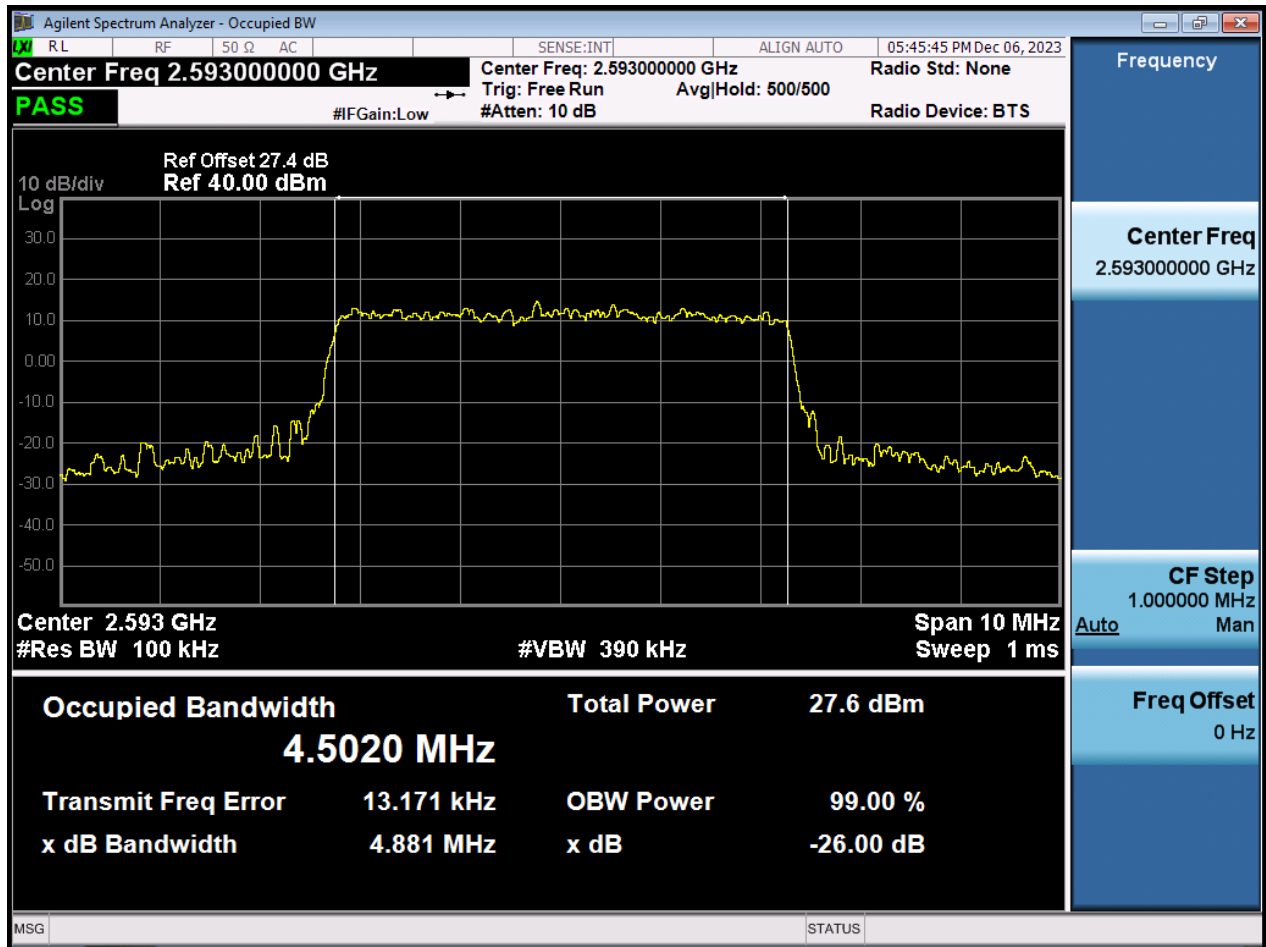 Agilent Spectrum Analyzer - Occupied BW
LXI RL RF 50 Ω AC SENSE:INT ALIGN AUTO 05:45:45 PM Dec 06, 2023
Center Freq 2.593000000 GHz
Center Freq: 2.593000000 GHz
Radio Std: None
Trig: Free Run Avg|Hold: 500/500
PASS
#IFGain:Low
#Atten: 10 dB
Radio Device: BTS
Ref Offset 27.4 dB
10 dB/div Ref 40.00 dBm
Log
30.0
20.0
10.0
0.00
-10.0
-20.0
-30.0
-40.0
-50.0
Center 2.593 GHz Span 10 MHz
#Res BW 100 kHz #VBW 390 kHz Sweep 1 ms
Occupied Bandwidth Total Power 27.6 dBm
4.5020 MHz
Transmit Freq Error 13.171 kHz OBW Power 99.00 %
x dB Bandwidth 4.881 MHz x dB -26.00 dB
MSG STATUS
Frequency
Center Freq
2.593000000 GHz
CF Step
1.000000 MHz
Auto Man
Freq Offset
0 Hz